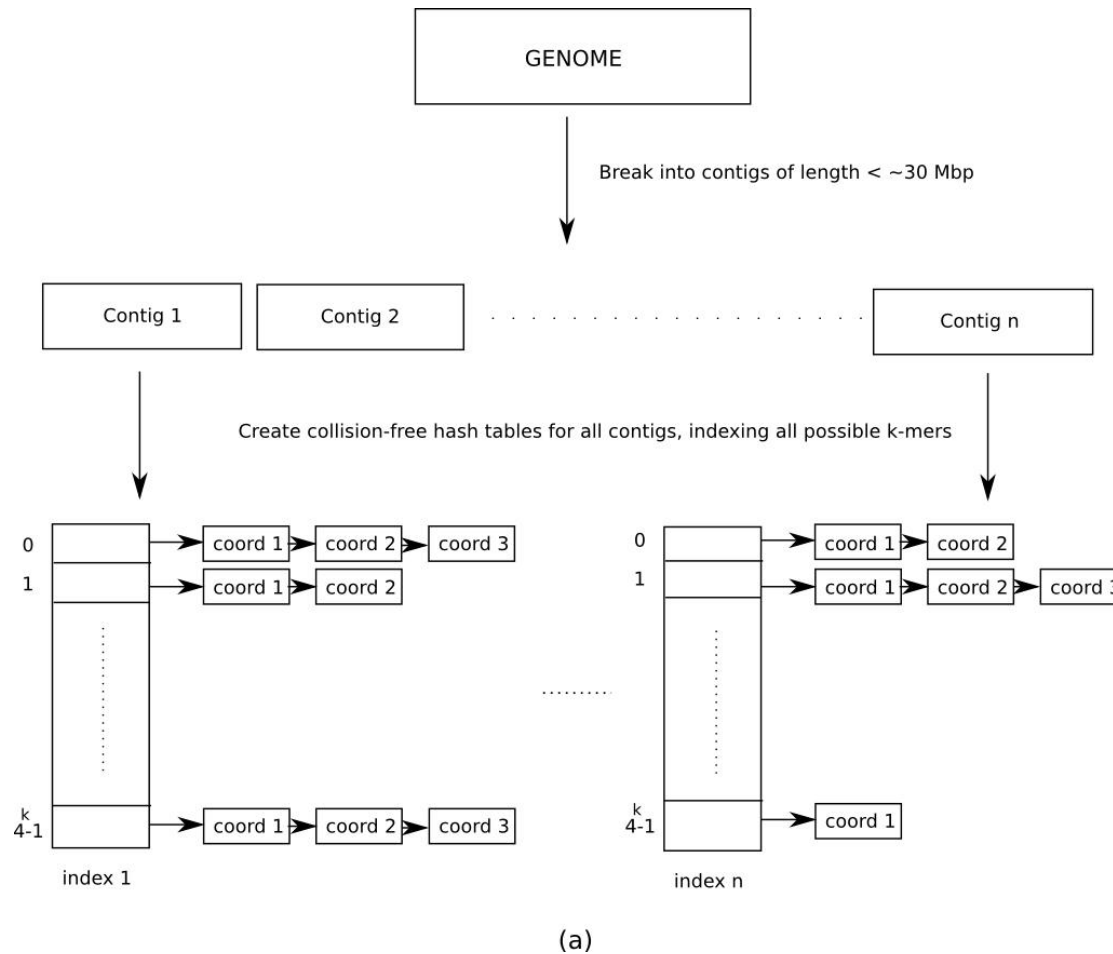 GENOME
Break into contigs of length < ~30 Mbp
Contig 1
Contig 2
Contig n
Create collision-free hash tables for all contigs, indexing all possible k-mers
0
coord 1
coord 2
coord 3
1
coord 1
coord 2
k
4-1
coord 1
coord 2
coord 3
index 1
0
coord 1
coord 2
1
coord 1
coord 2
coord 3
k
4-1
coord 1
index n
(a)